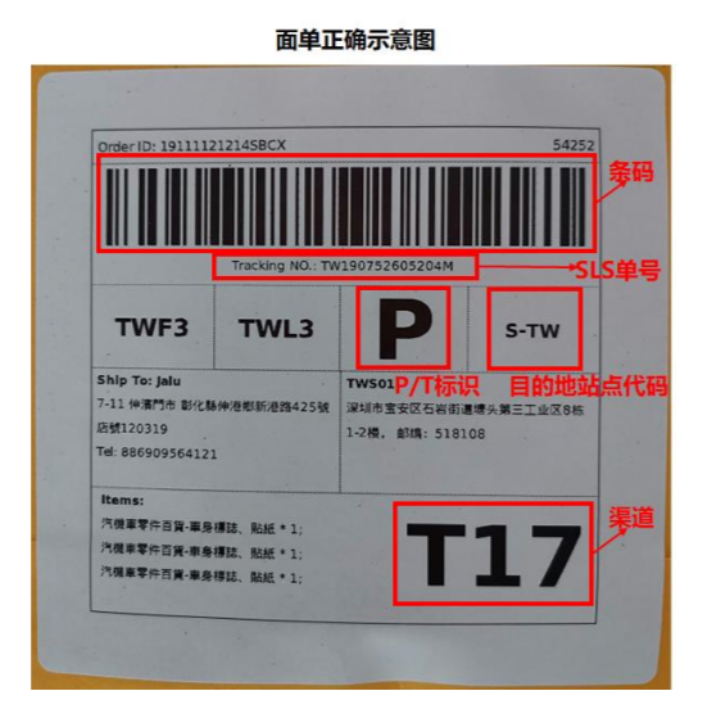 面单正确示意图
Order ID: 19111121214SBCX 54252
条码
Tracking NO.: TW190752605204M
SLS单号
TWF3 TWL3 P S-TW
P/T标识 目的地站点代码
Ship To: Jalu
7-11 伸濱門市 彰化縣伸港鄉新港路425號
店號120319
Tel: 886909564121
TWS01
深圳市宝安区石岩街道塘头第三工业区8栋
1-2楼, 邮编: 518108
Items:
汽機車零件百貨-車身標誌、貼紙 * 1;
汽機車零件百貨-車身標誌、貼紙 * 1;
汽機車零件百貨-車身標誌、貼紙 * 1;
T17
渠道